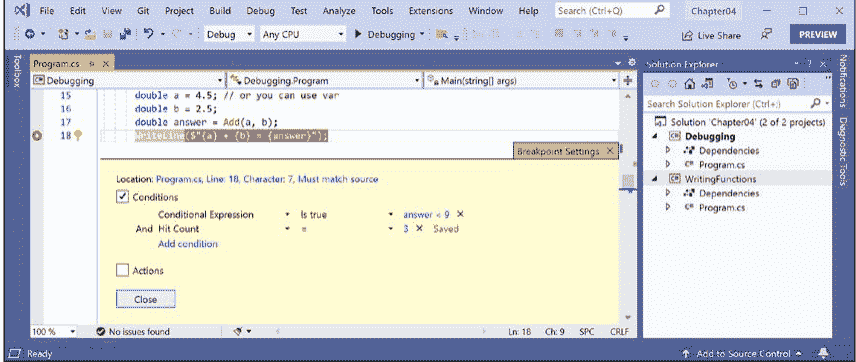 File Edit View Git Project Build Debug Test Analyze Tools Extensions Window Help Search (Ctrl+Q) Chapter04
Debug Any CPU Debugging Live Share PREVIEW
Toolbox
Program.cs
Debugging Debugging.Program Main(string[] args)
15 double a = 4.5; // or you can use var
16 double b = 2.5;
17 double answer = Add(a, b);
18 WriteLine($"{a} + {b} = {answer}");
Breakpoint Settings
Location: Program.cs, Line: 18, Character: 7, Must match source
Conditions
Conditional Expression Is true answer < 9
And Hit Count = 3 Saved
Add condition
Actions
Close
100 % No issues found Ln: 18 Ch: 9 SPC CRLF
Solution Explorer
Search Solution Explorer (Ctrl+;)
Solution 'Chapter04' (2 of 2 projects)
Debugging
Dependencies
C# Program.cs
C# WritingFunctions
Dependencies
C# Program.cs
Notifications
Diagnostic Tools
Ready Add to Source Control